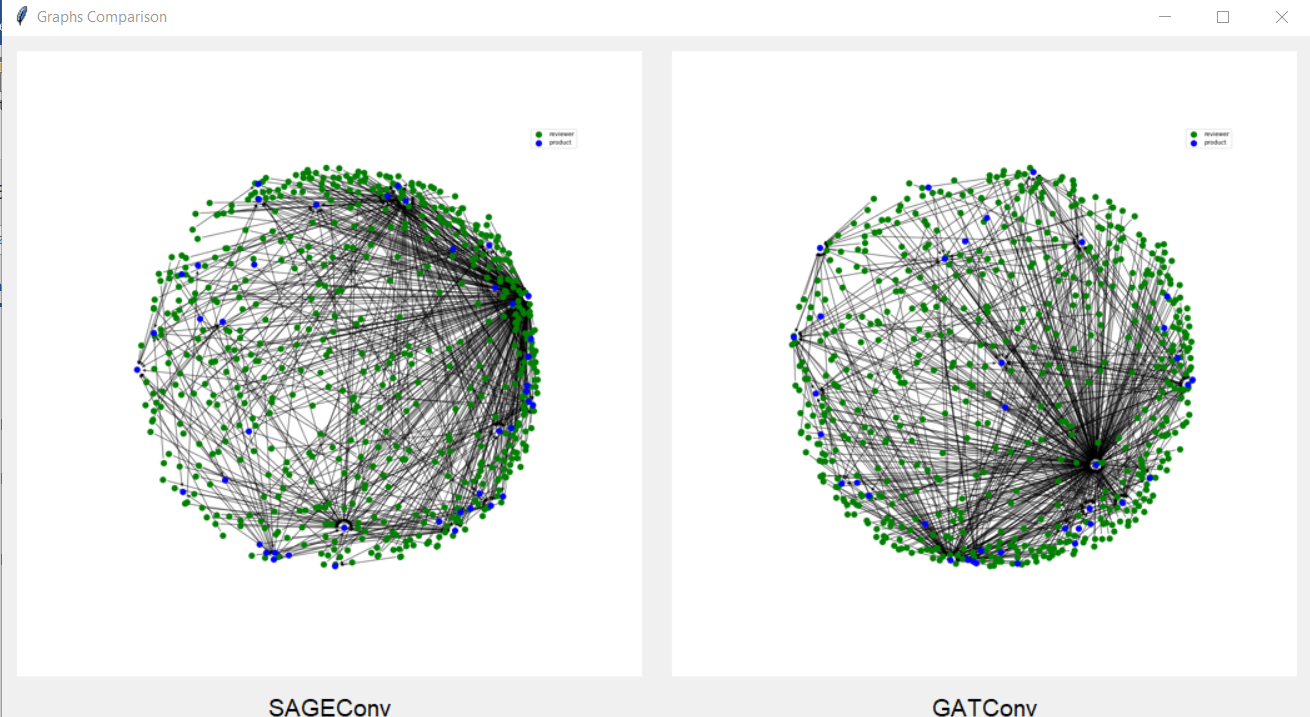 Graphs Comparison
reviewer
product
reviewer
product
SAGEConv
GATConv